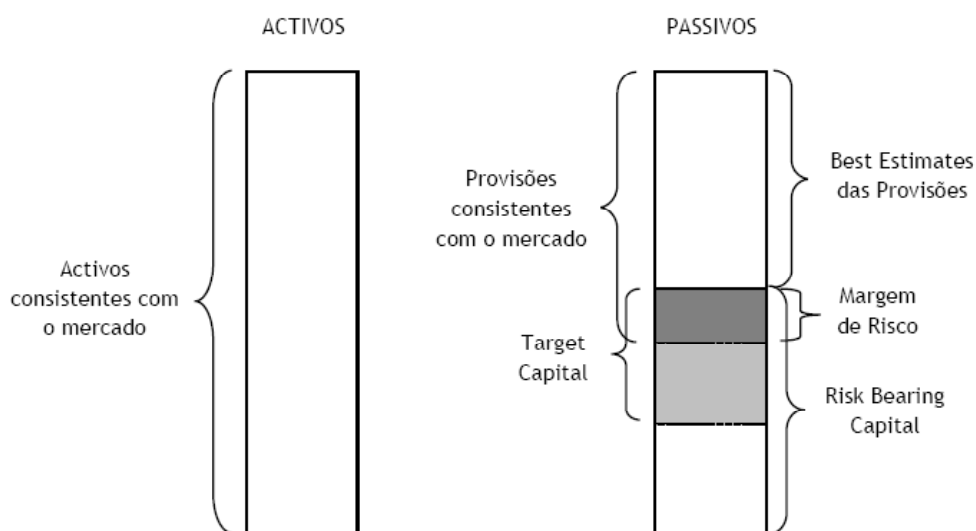 ACTIVOS
PASSIVOS
Activos
consistentes com
o mercado
Provisões
consistentes
com o mercado
Target
Capital
Best Estimates
das Provisões
Margem
de Risco
Risk Bearing
Capital